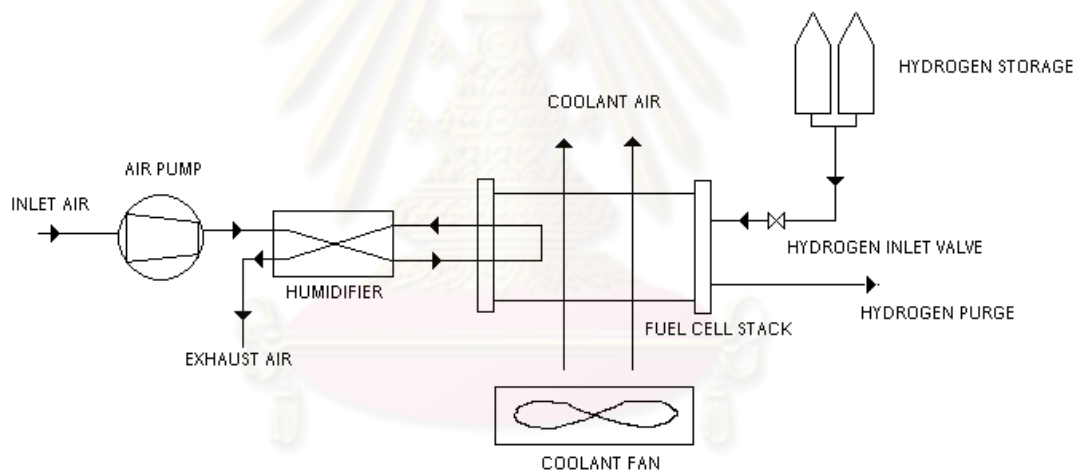 HYDROGEN STORAGE
COOLANT AIR
AIR PUMP
INLET AIR
HYDROGEN INLET VALVE
HUMIDIFIER
HYDROGEN PURGE
FUEL CELL STACK
EXHAUST AIR
COOLANT FAN